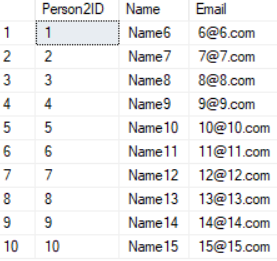 Person2ID Name Email
1 1 Name6 6@6.com
2 2 Name7 7@7.com
3 3 Name8 8@8.com
4 4 Name9 9@9.com
5 5 Name10 10@10.com
6 6 Name11 11@11.com
7 7 Name12 12@12.com
8 8 Name13 13@13.com
9 9 Name14 14@14.com
10 10 Name15 15@15.com